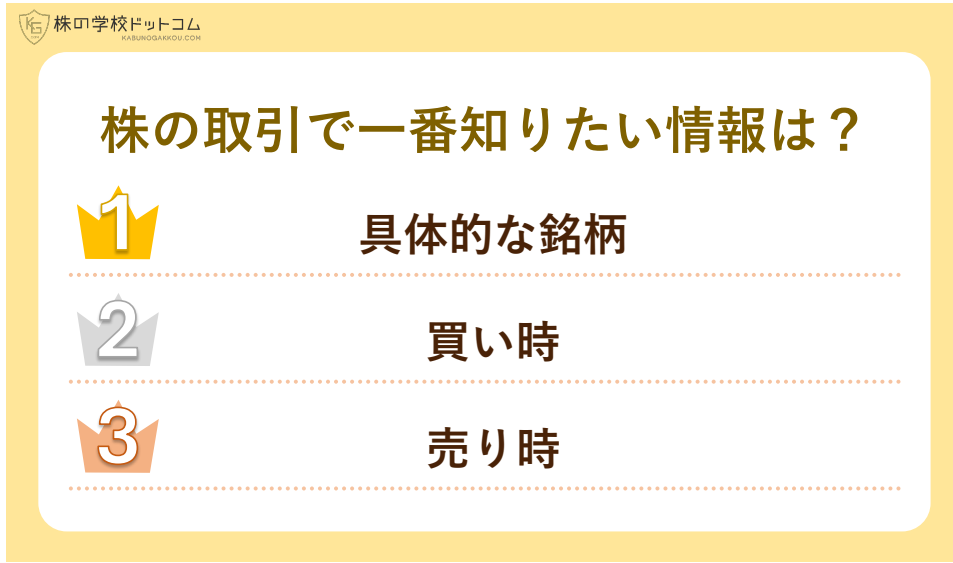 株の学校ドットコム
KABUNOGAKKOU.COM
株の取引で一番知りたい情報は？
1
具体的な銘柄
2
買い時
3
売り時